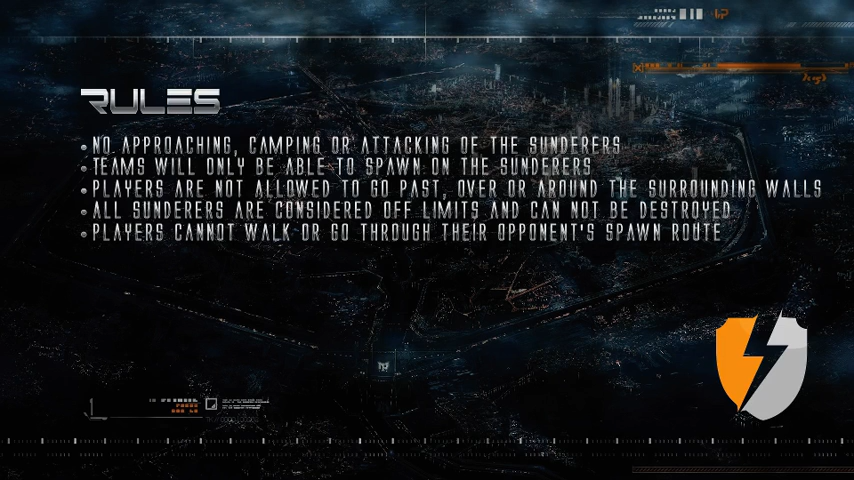 RULES
• NO APPROACHING, CAMPING OR ATTACKING OF THE SUNDERERS
• TEAMS WILL ONLY BE ABLE TO SPAWN ON THE SUNDERERS
• PLAYERS ARE NOT ALLOWED TO GO PAST, OVER OR AROUND THE SURROUNDING WALLS
• ALL SUNDERERS ARE CONSIDERED OFF LIMITS AND CAN NOT BE DESTROYED
• PLAYERS CANNOT WALK OR GO THROUGH THEIR OPPONENT'S SPAWN ROUTE